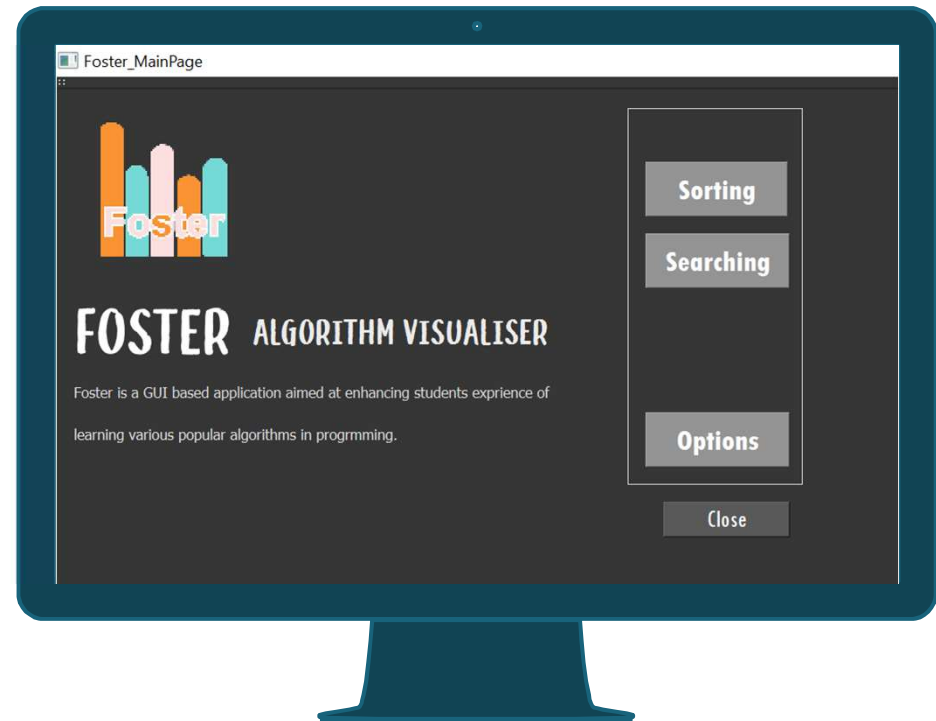 Foster_MainPage
Foster
Sorting
Searching
FOSTER ALGORITHM VISUALISER
Foster is a GUI based application aimed at enhancing students exprience of
learning various popular algorithms in progrmming.
Options
Close